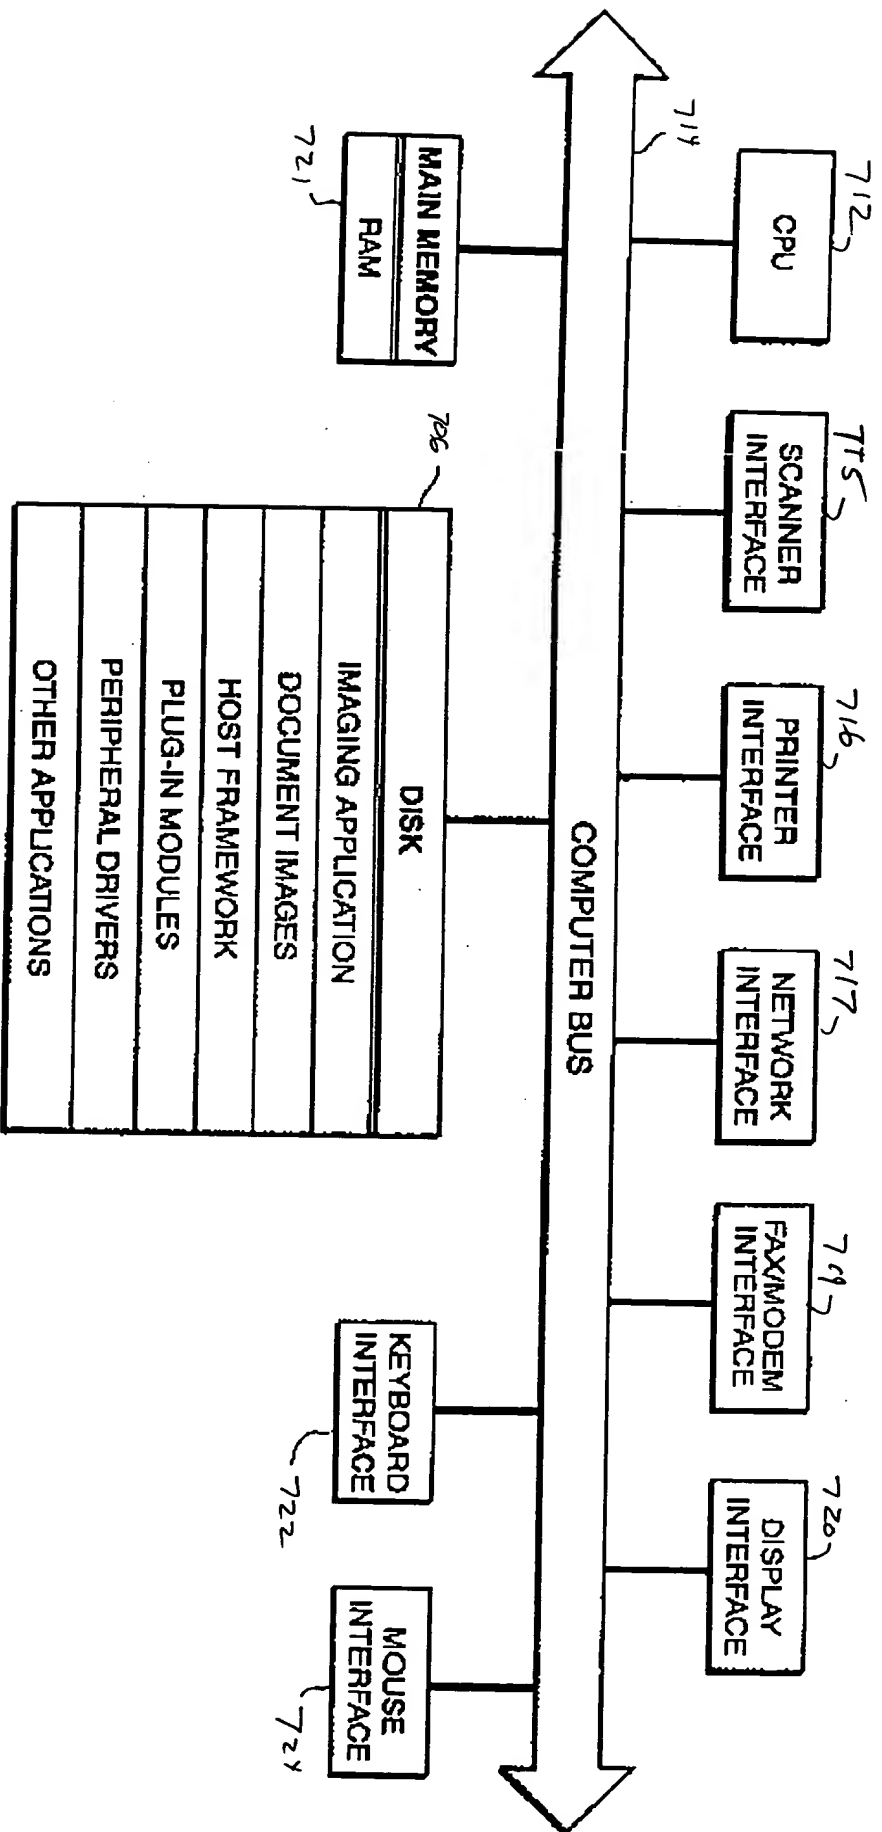 712
CPU
715
SCANNER
INTERFACE
716
PRINTER
INTERFACE
717
NETWORK
INTERFACE
719
FAX/MODEM
INTERFACE
720
DISPLAY
INTERFACE
714
COMPUTER BUS
MAIN MEMORY
RAM
721
706
DISK
IMAGING APPLICATION
DOCUMENT IMAGES
HOST FRAMEWORK
PLUG-IN MODULES
PERIPHERAL DRIVERS
OTHER APPLICATIONS
KEYBOARD
INTERFACE
722
MOUSE
INTERFACE
724